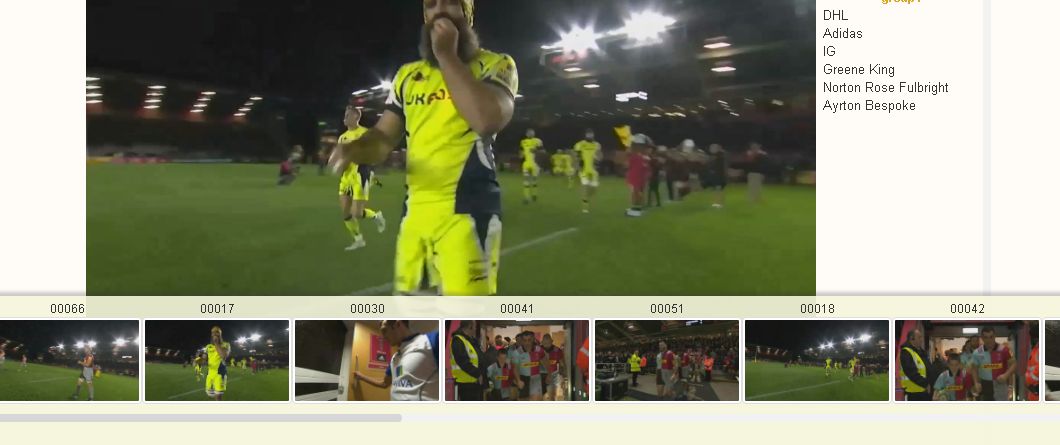 DHL
Adidas
IG
Greene King
Norton Rose Fulbright
Ayrton Bespoke
00066
00017
00030
00041
00051
00018
00042